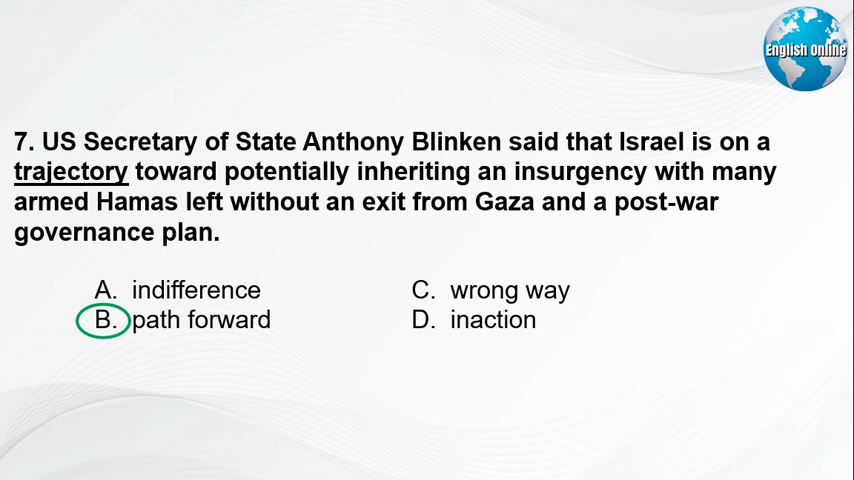 English Online
7. US Secretary of State Anthony Blinken said that Israel is on a
trajectory toward potentially inheriting an insurgency with many
armed Hamas left without an exit from Gaza and a post-war
governance plan.
A. indifference
B. path forward
C. wrong way
D. inaction